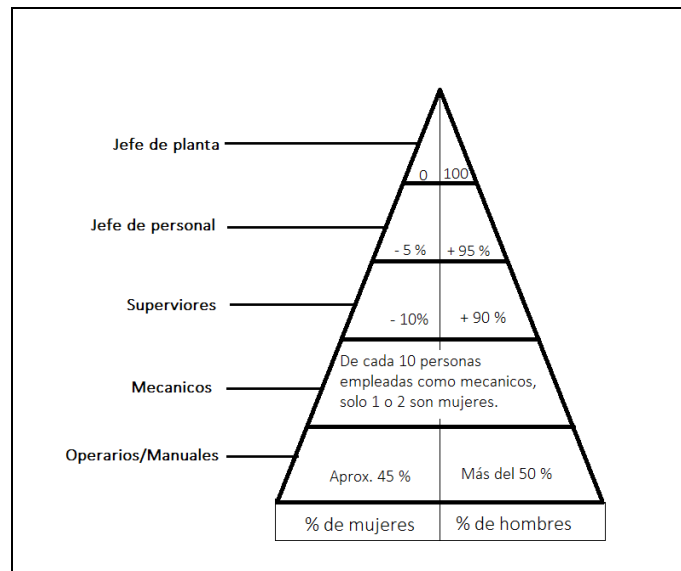 Jefe de planta
0 100
Jefe de personal
- 5 % + 95 %
Superviores
- 10% + 90 %
De cada 10 personas
empleadas como mecanicos,
solo 1 o 2 son mujeres.
Mecanicos
Operarios/Manuales
Aprox. 45 % Más del 50 %
% de mujeres % de hombres